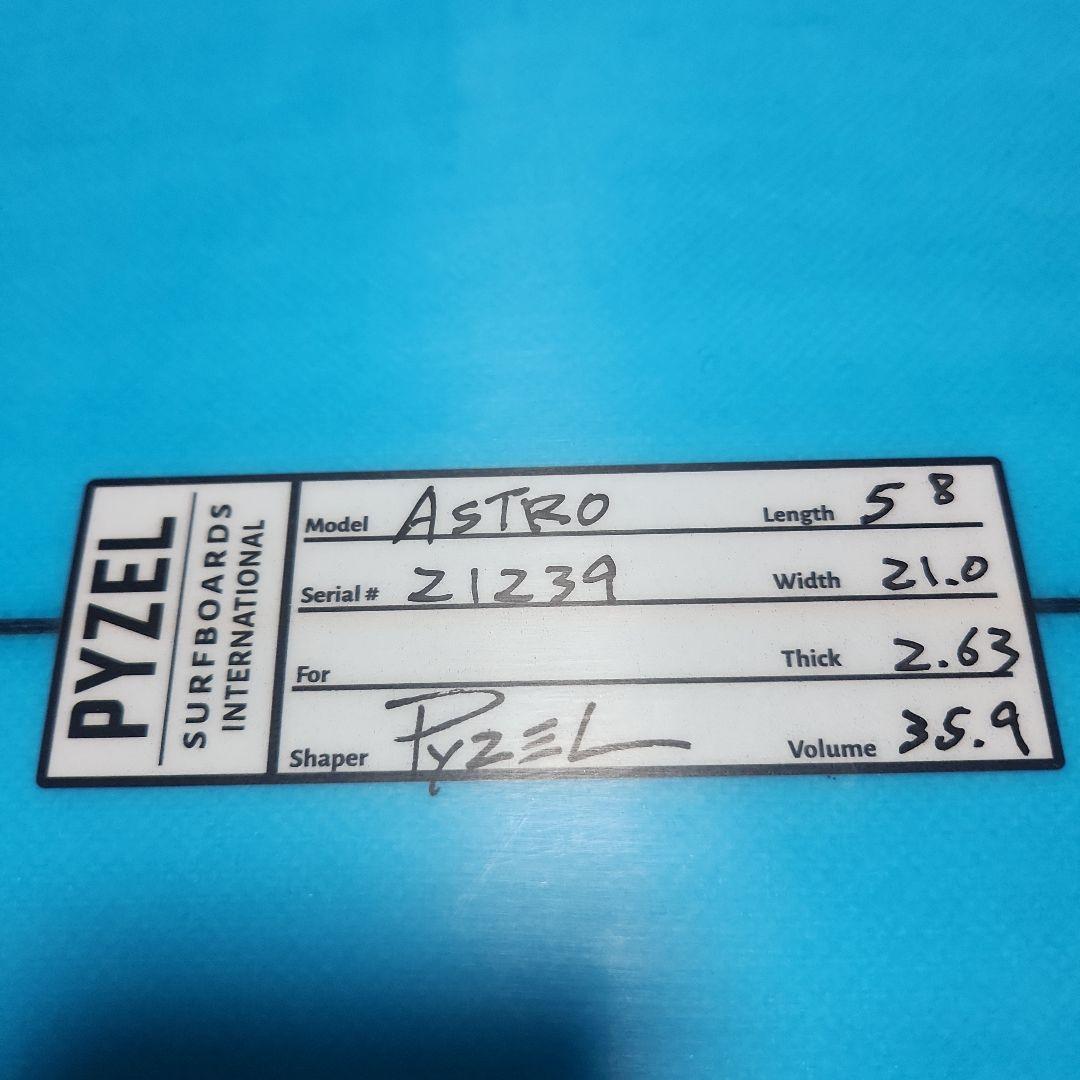 PYZEL
SURFBOARDS
INTERNATIONAL
Model ASTRO Length 5 8
Serial # 21239 Width 21.0
For Thick 2.63
Shaper PYZEL Volume 35.9